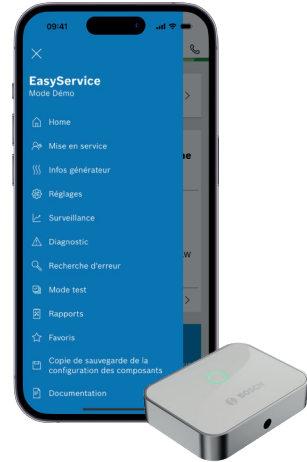 09:41
EasyService
Mode Démo
Home
Mise en service
Infos générateur
Réglages
Surveillance
Diagnostic
Recherche d'erreur
Mode test
Rapports
Favoris
Copie de sauvegarde de la
configuration des composants
Documentation
BOSCH